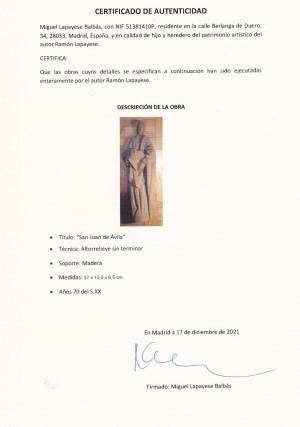 CERTIFICADO DE AUTENTICIDAD
Miguel Lapayese Balbás, con NIF 51381410P, residente en la calle Berlanga de Duero,
34, 28033, Madrid, España, y en calidad de hijo y heredero del patrimonio artístico del
autor Ramón Lapayese.
CERTIFICA:
Que las obras cuyos detalles se especifican a continuación han sido ejecutadas
enteramente por el autor Ramón Lapayese.
DESCRIPCIÓN DE LA OBRA
• Título: "San Juan de Ávila"
• Técnica: Altorrelieve sin terminar
• Soporte: Madera
• Medidas: 37 x 13,5 x 6,5 cm.
• Años 70 del S.XX
En Madrid a 17 de diciembre de 2021
Firmado: Miguel Lapayese Balbás